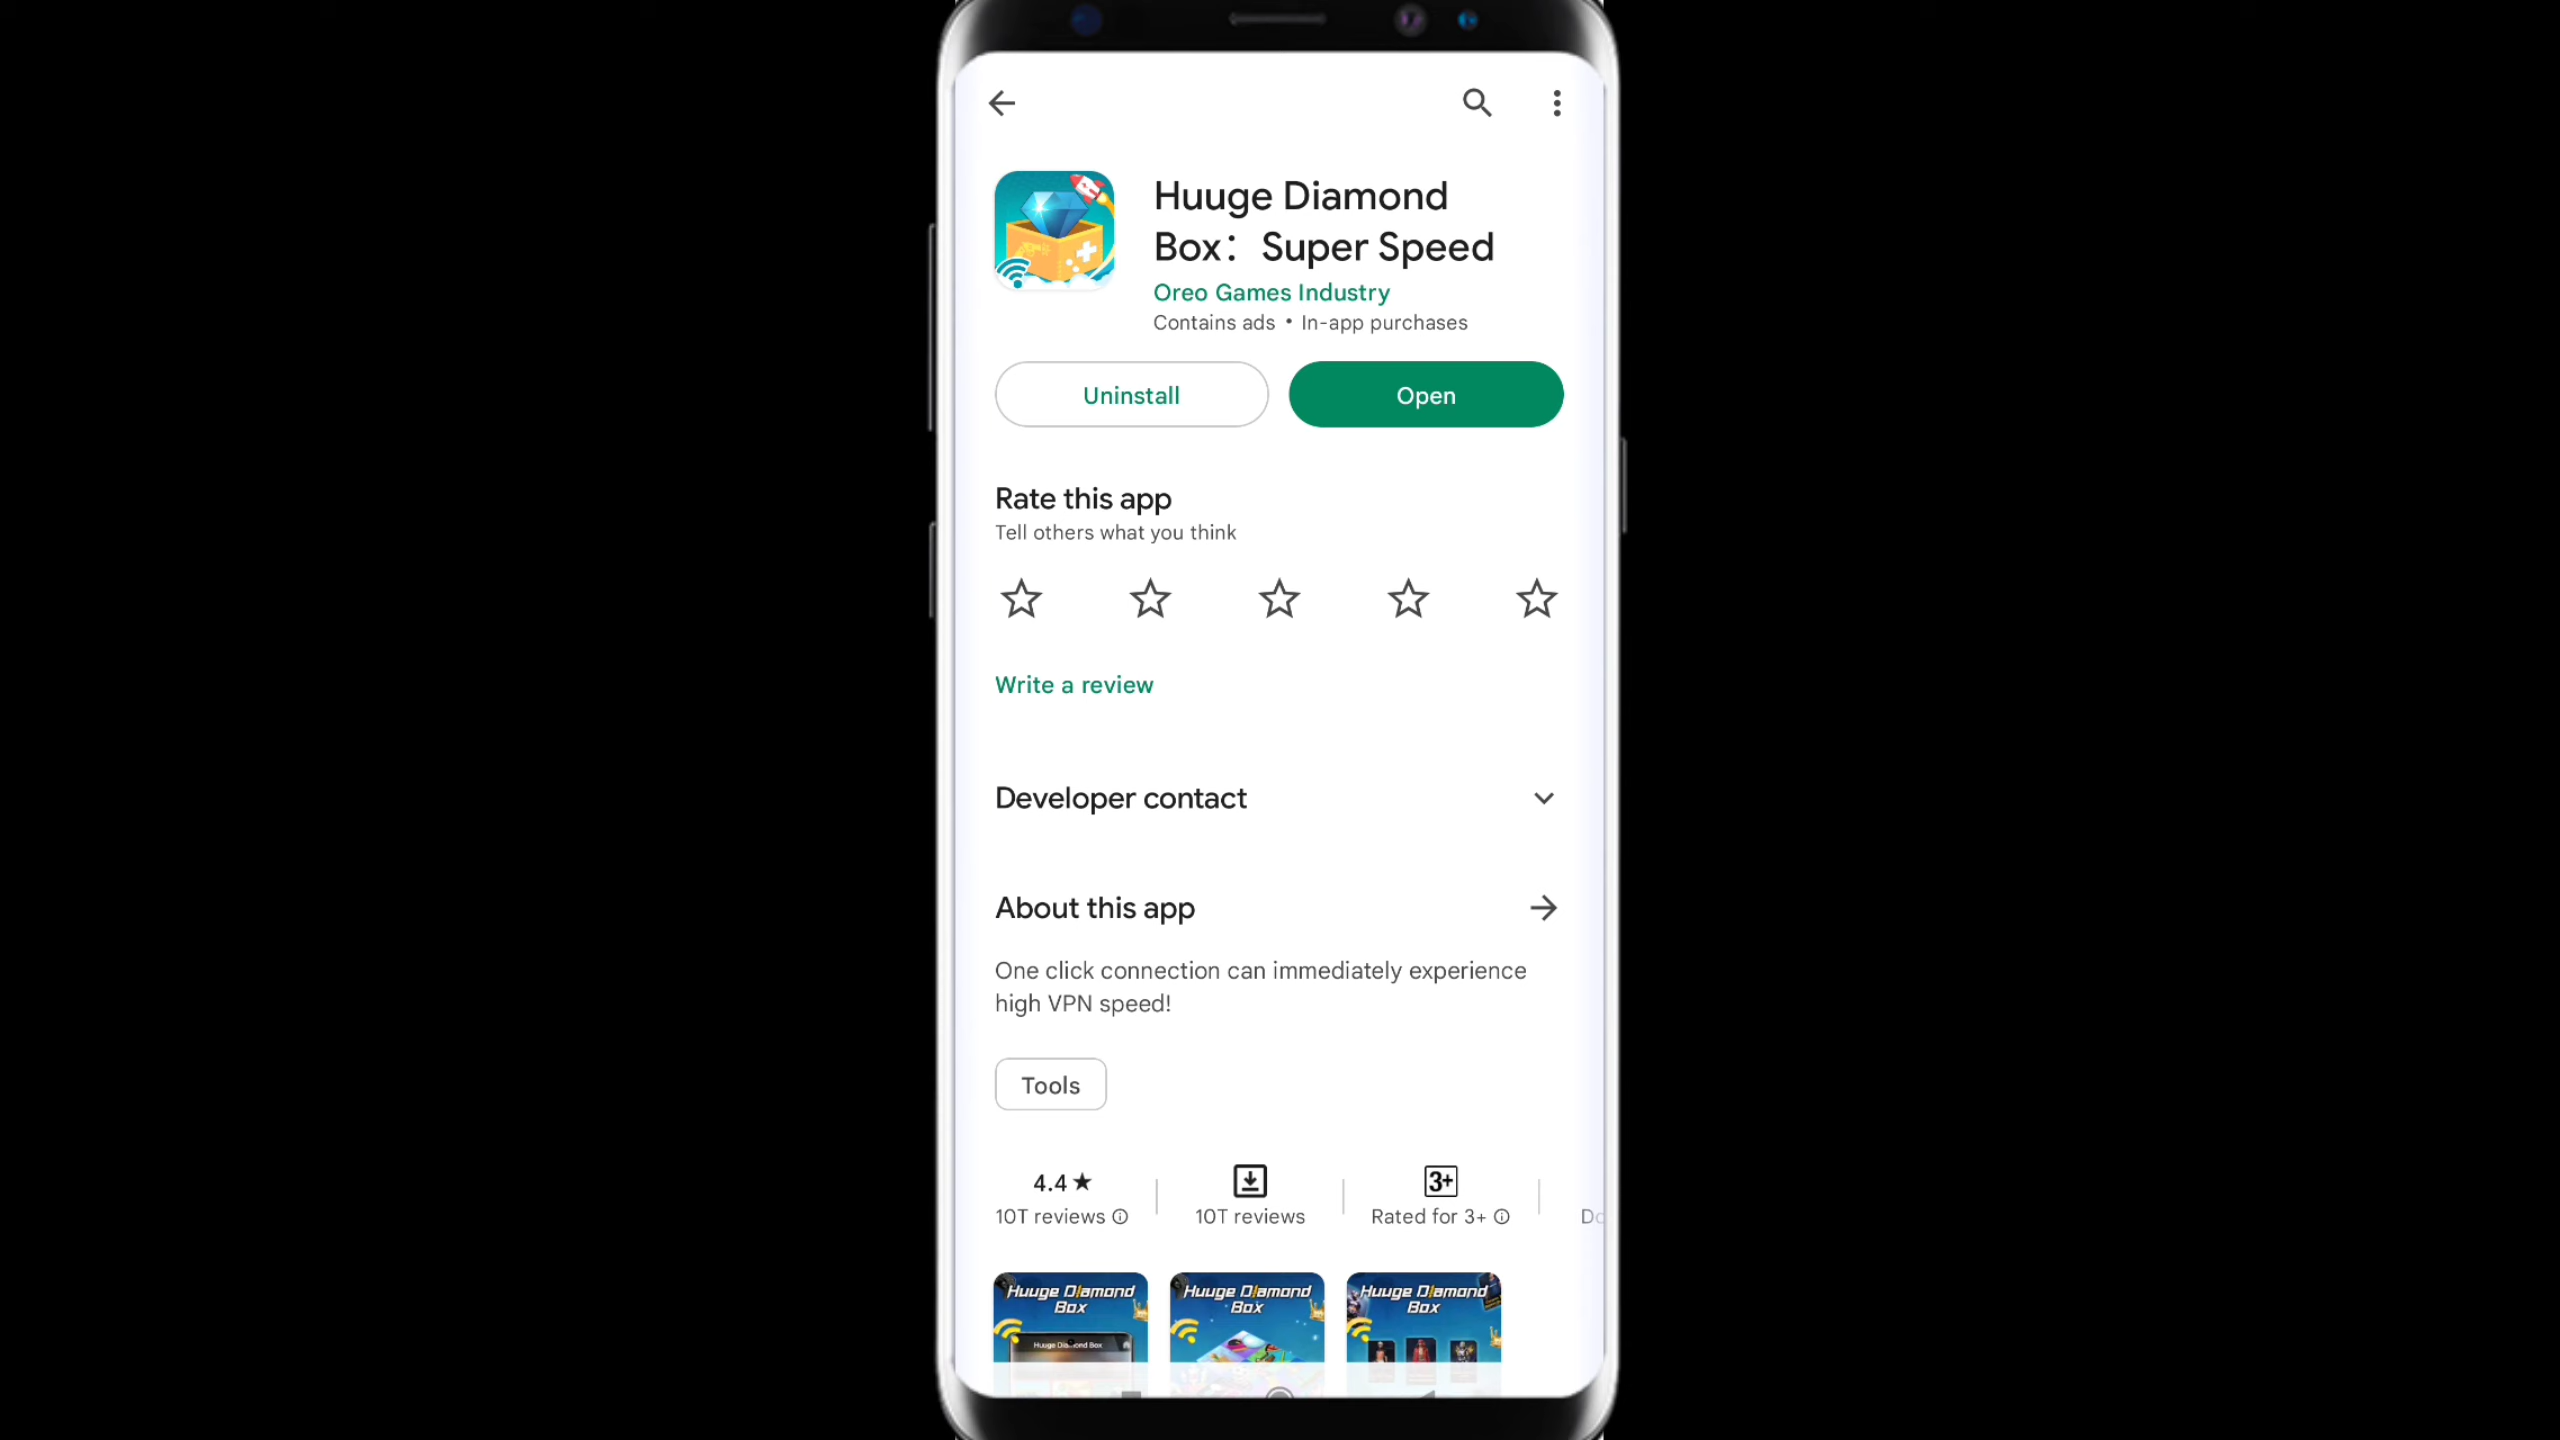 Huuge Diamond
Box： Super Speed
Oreo Games Industry
Contains ads • In-app purchases
Uninstall
Open
Rate this app
Tell others what you think
Write a review
Developer contact
About this app
One click connection can immediately experience
high VPN speed!
Tools
4.4★
3+
10T reviews
10T reviews
Rated for 3+
Huuge Diamond
Box
Huuge Diamond Box
Huuge Diamond
Box
Huuge Diamond
Box